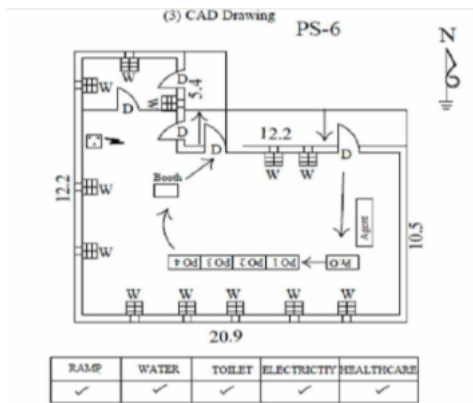 (3) CAD Drawing
PS-6
N
W
W
D
W
5.4
D
D
D
12.2
D
W
W
12.2
W
Booth
Agent
10.5
W
PO 4 PO 3 PO 2 PO 1
Pr.O
W W W W W
20.9
RAMP WATER TOILET ELECTRICTIY HEALTHCARE
✓ ✓ ✓ ✓ ✓